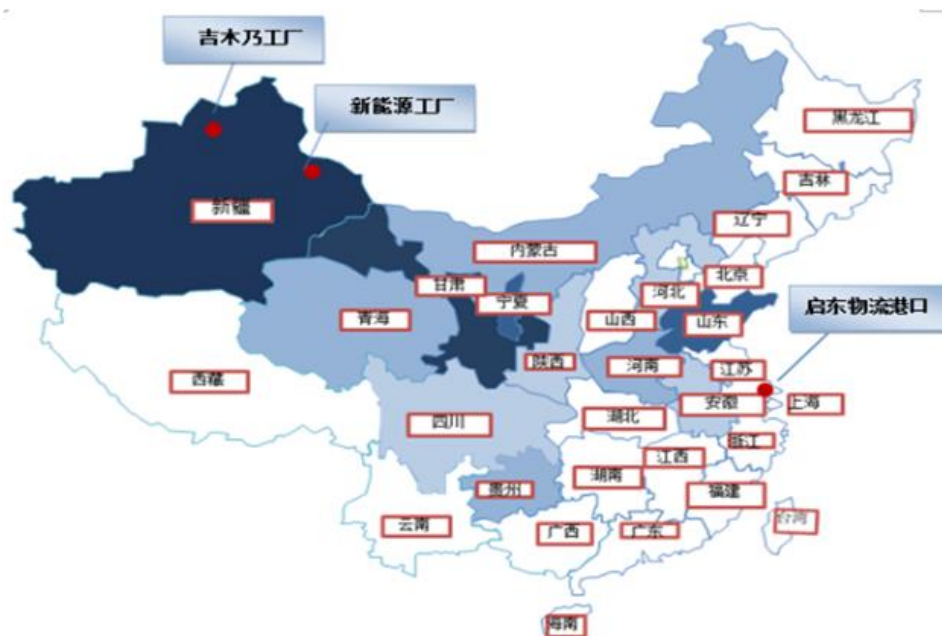 吉木乃工厂
新能源工厂
黑龙江
吉林
新疆
辽宁
内蒙古
北京
甘肃
河北
宁夏
启东物流港口
青海
山西
山东
陕西
河南
江苏
西藏
安徽
上海
四川
湖北
浙江
江西
湖南
贵州
福建
云南
广西
广东
台湾
海南